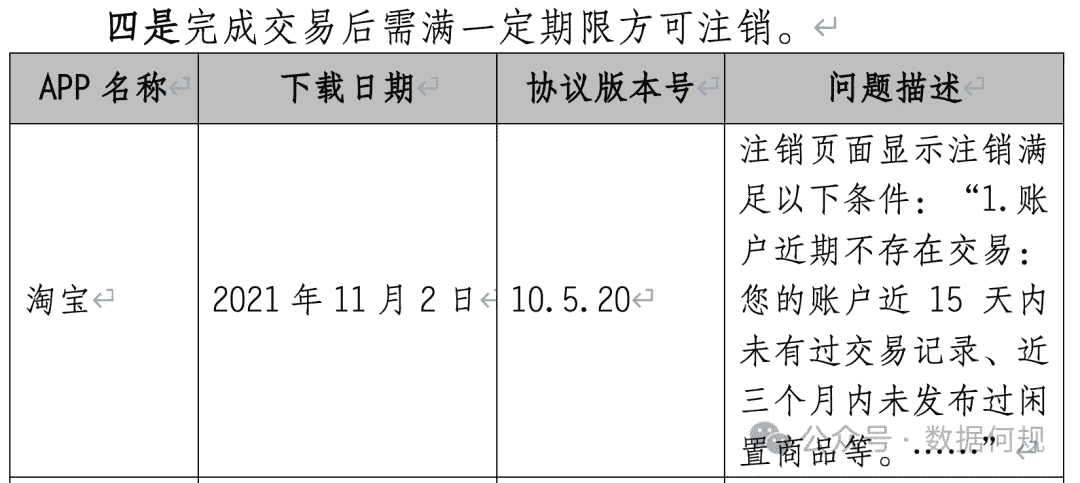 四是完成交易后需满一定期限方可注销。
APP 名称 下载日期 协议版本号 问题描述
淘宝 2021 年 11 月 2 日 10.5.20
注销页面显示注销满
足以下条件：“1.账
户近期不存在交易：
您的账户近 15 天内
未有过交易记录、近
三个月内未发布过闲
置商品等。……”
公众号 · 数据何规